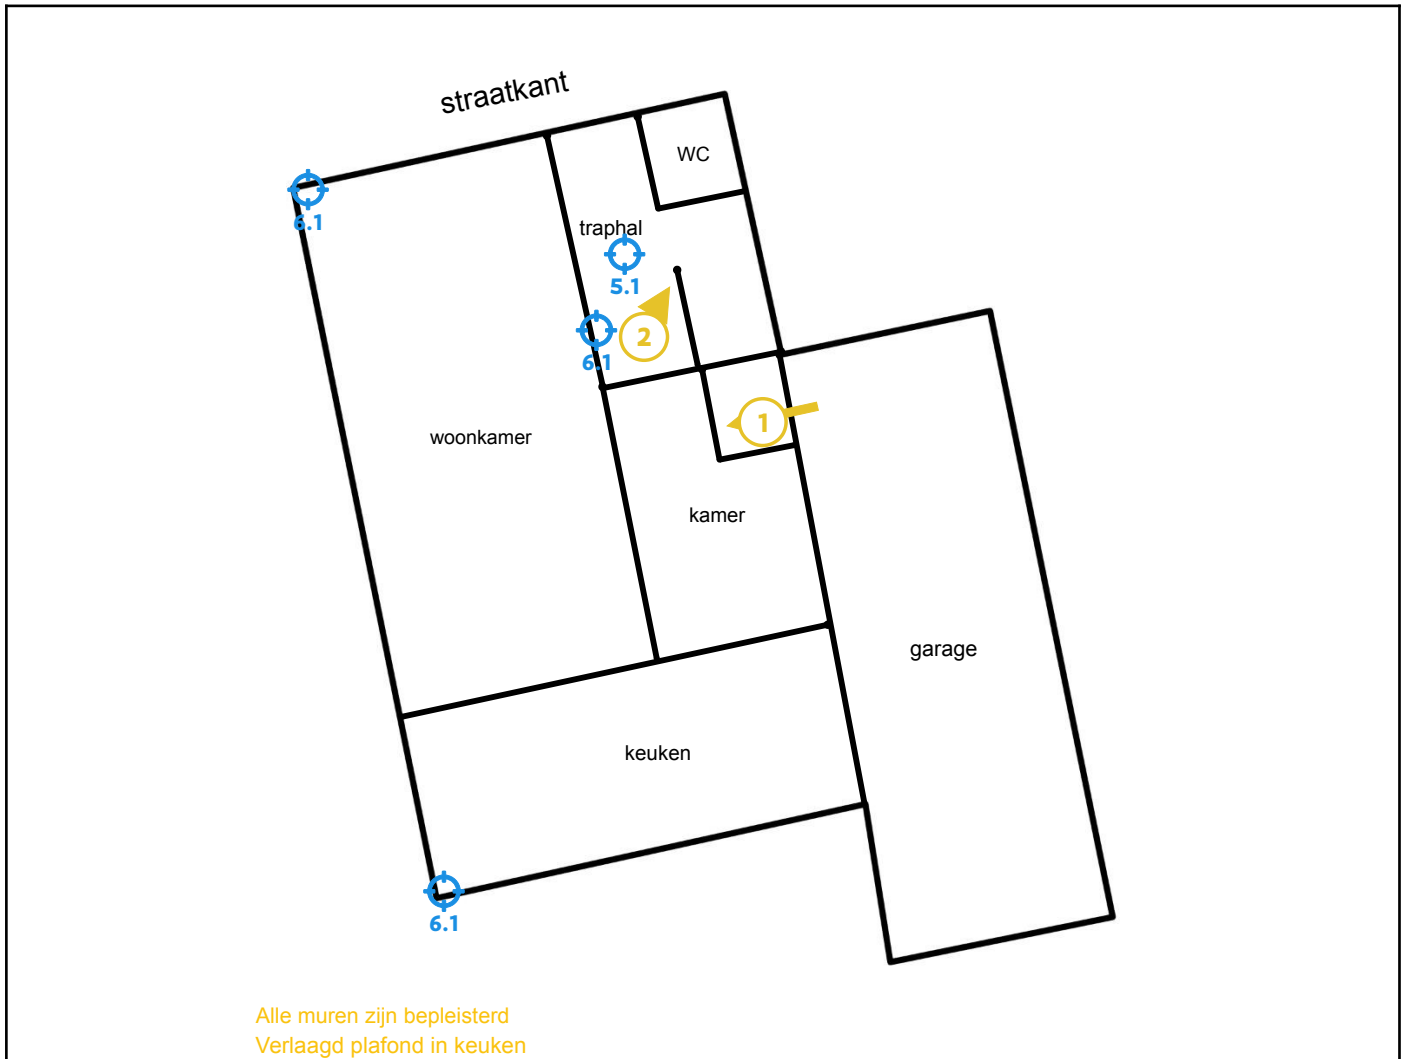 straatkant
WC
6.1
traphal
5.1
2
6.1
1
woonkamer
kamer
garage
keuken
6.1
Alle muren zijn bepleisterd
Verlaagd plafond in keuken